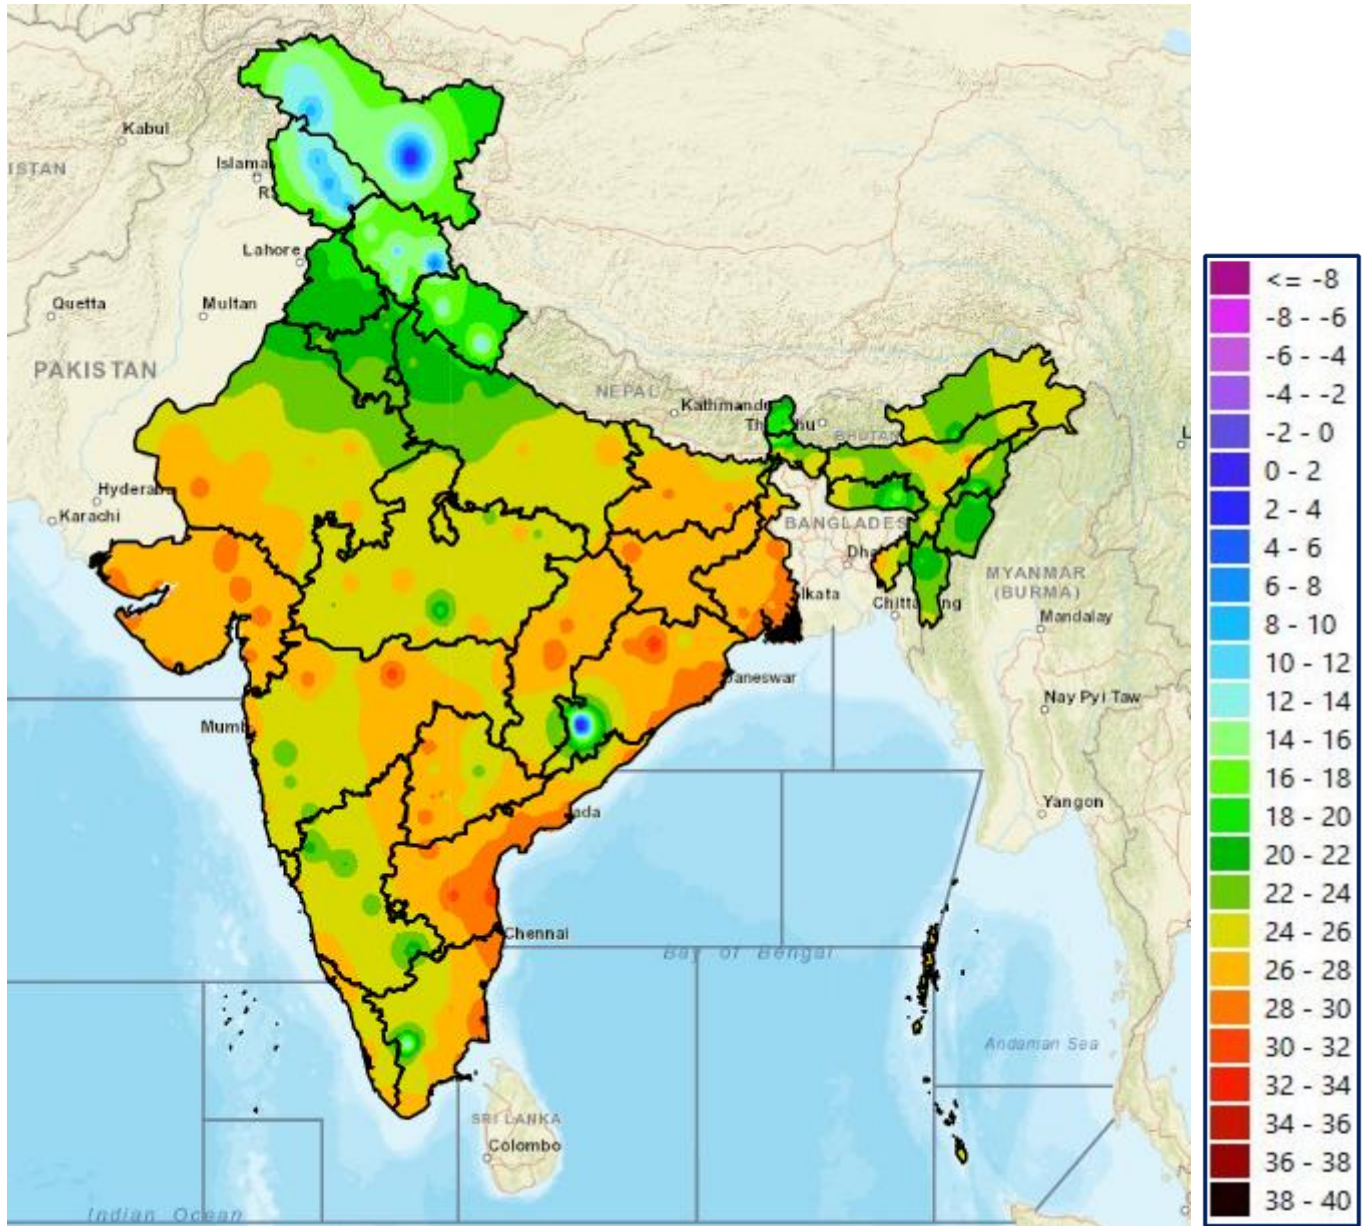 Kabul
Islama
ISTAN
R
Lahore
Quetta
Multan
PAKISTAN
NEPAL
Kathmand
Th
hu
BHUTAN
Hyderab
Karachi
BANGLADES
Dha
MYANMAR
(BURMA)
lkata
Chitta
ng
Mandalay
aneswar
Nay Pyi Taw
Mumb
Yangon
ada
Chennai
Bay of Bengal
Andaman Sea
SRI LANKA
Colombo
Indian Ocean
L
<= -8
-8 - -6
-6 - -4
-4 - -2
-2 - 0
0 - 2
2 - 4
4 - 6
6 - 8
8 - 10
10 - 12
12 - 14
14 - 16
16 - 18
18 - 20
20 - 22
22 - 24
24 - 26
26 - 28
28 - 30
30 - 32
32 - 34
34 - 36
36 - 38
38 - 40